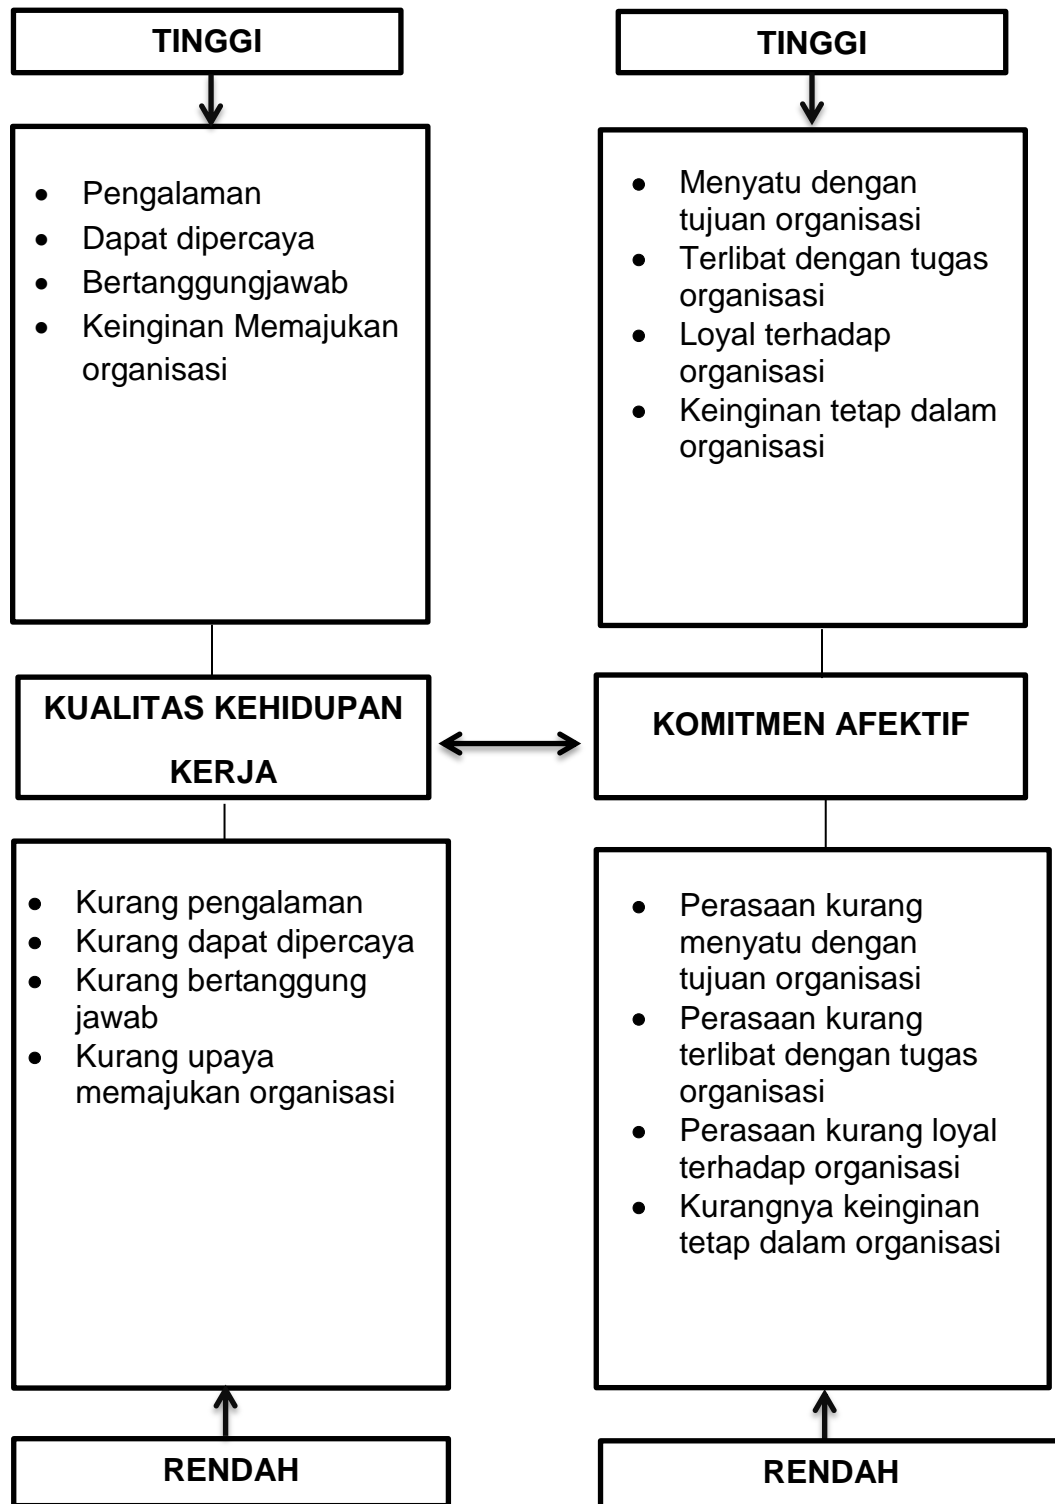 TINGGI
Pengalaman
Dapat dipercaya
Bertanggungjawab
Keinginan Memajukan
organisasi
KUALITAS KEHIDUPAN
KERJA
Kurang pengalaman
Kurang dapat dipercaya
Kurang bertanggung
jawab
Kurang upaya
memajukan organisasi
RENDAH
TINGGI
Menyatu dengan
tujuan organisasi
Terlibat dengan tugas
organisasi
Loyal terhadap
organisasi
Keinginan tetap dalam
organisasi
KOMITMEN AFEKTIF
Perasaan kurang
menyatu dengan
tujuan organisasi
Perasaan kurang
terlibat dengan tugas
organisasi
Perasaan kurang loyal
terhadap organisasi
Kurangnya keinginan
tetap dalam organisasi
RENDAH